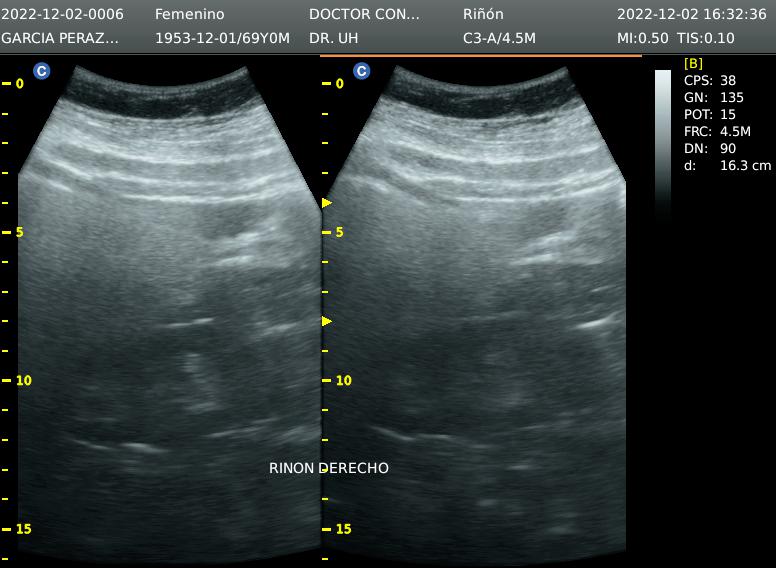 2022-12-02-0006 Femenino DOCTOR CON... Riñón 2022-12-02 16:32:36
GARCIA PERAZ... 1953-12-01/69Y0M DR. UH C3-A/4.5M MI:0.50 TIS:0.10
C C
[B]
CPS: 38
GN: 135
POT: 15
FRC: 4.5M
DN: 90
d: 16.3 cm
0 0
5 5
10 10
RINON DERECHO
15 15